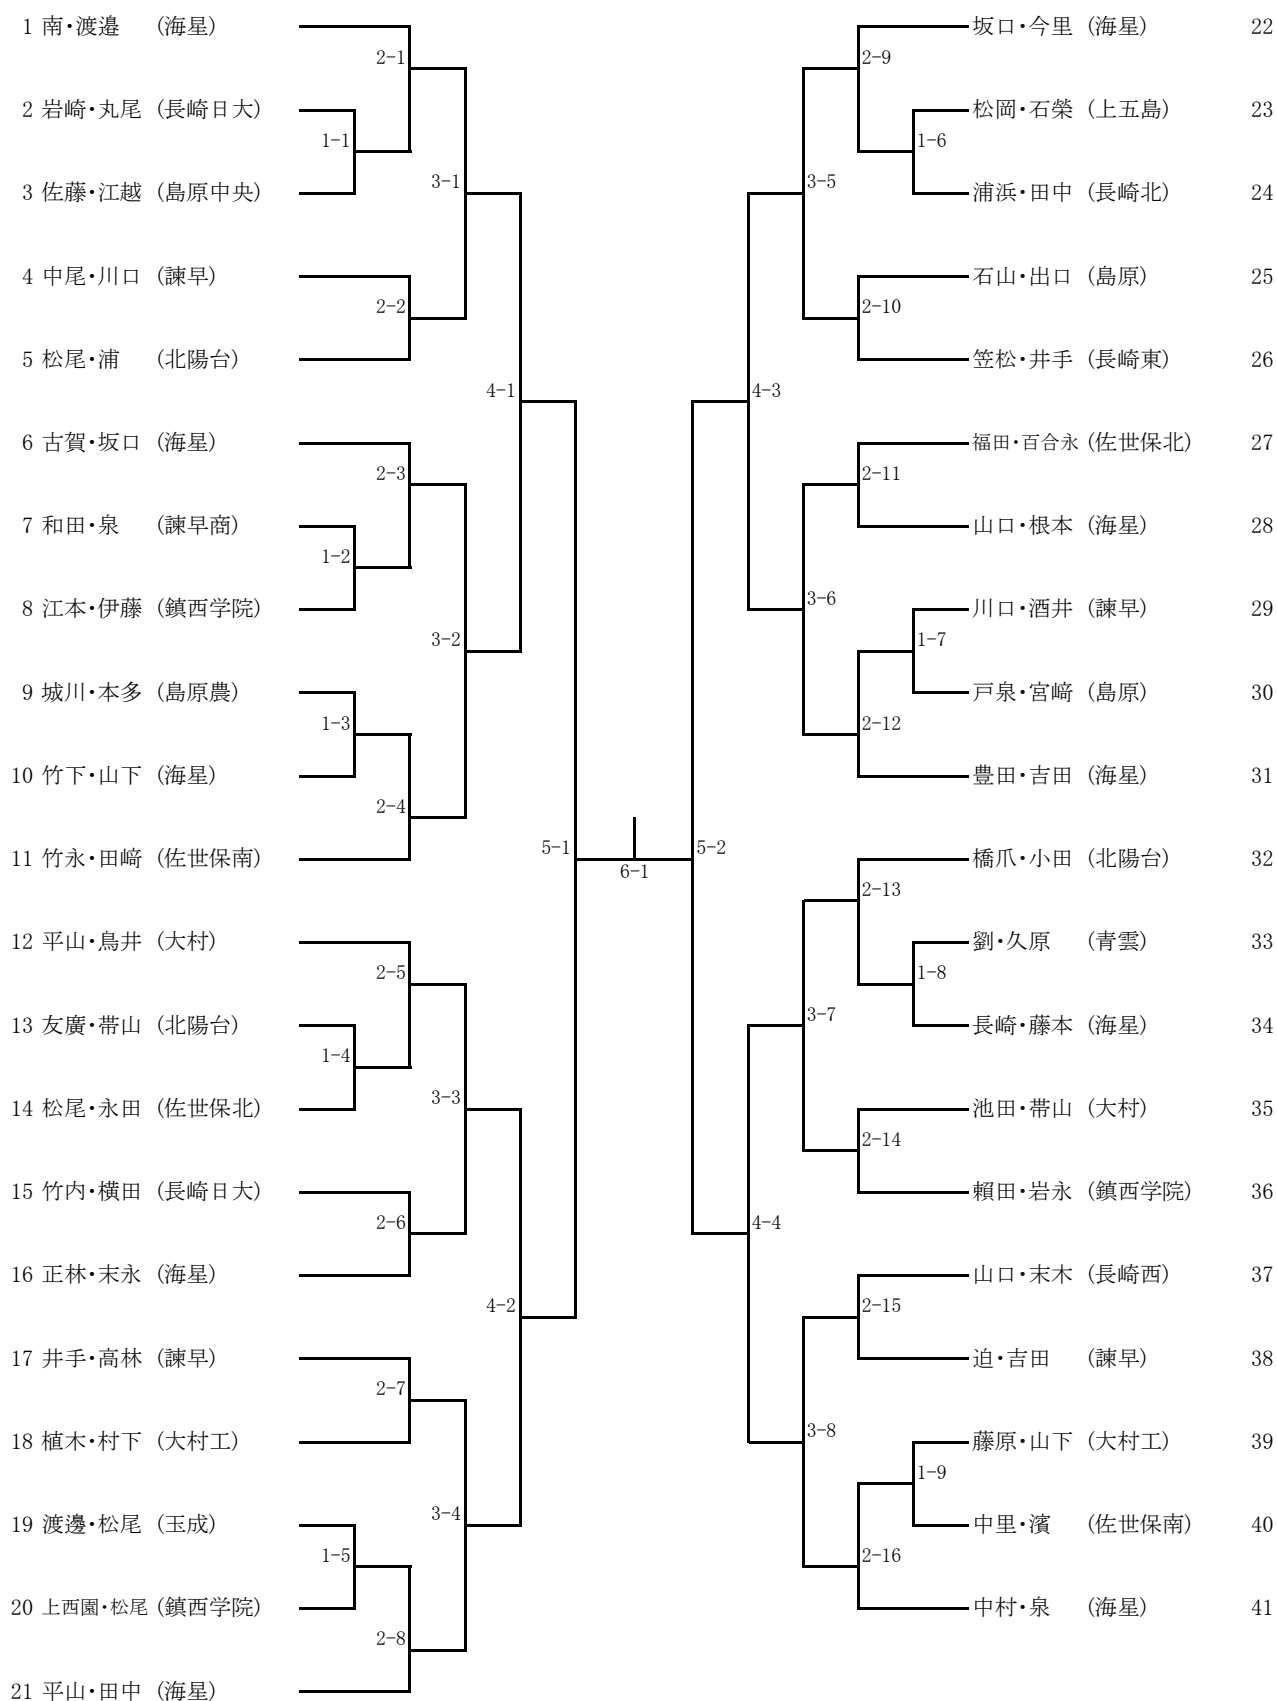 1 南・渡邉 (海星)
2-1
2 岩崎・丸尾 (長崎日大)
1-1
3 佐藤・江越 (島原中央)
3-1
4 中尾・川口 (諫早)
2-2
5 松尾・浦 (北陽台)
4-1
6 古賀・坂口 (海星)
2-3
7 和田・泉 (諫早商)
1-2
8 江本・伊藤 (鎮西学院)
3-2
9 城川・本多 (島原農)
1-3
10 竹下・山下 (海星)
2-4
11 竹永・田﨑 (佐世保南)
5-1
12 平山・鳥井 (大村)
2-5
13 友廣・帯山 (北陽台)
1-4
14 松尾・永田 (佐世保北)
3-3
15 竹内・横田 (長崎日大)
2-6
16 正林・末永 (海星)
4-2
17 井手・高林 (諫早)
2-7
18 植木・村下 (大村工)
3-4
19 渡邊・松尾 (玉成)
1-5
20 上西園・松尾 (鎮西学院)
2-8
21 平山・田中 (海星)
6-1
坂口・今里 (海星) 22
2-9
松岡・石榮 (上五島) 23
1-6
浦浜・田中 (長崎北) 24
3-5
石山・出口 (島原) 25
2-10
笠松・井手 (長崎東) 26
4-3
福田・百合永 (佐世保北) 27
2-11
山口・根本 (海星) 28
3-6
川口・酒井 (諫早) 29
1-7
戸泉・宮﨑 (島原) 30
2-12
豊田・吉田 (海星) 31
5-2
橋爪・小田 (北陽台) 32
2-13
劉・久原 (青雲) 33
1-8
長崎・藤本 (海星) 34
3-7
池田・帯山 (大村) 35
2-14
賴田・岩永 (鎮西学院) 36
4-4
山口・末木 (長崎西) 37
2-15
迫・吉田 (諫早) 38
3-8
藤原・山下 (大村工) 39
1-9
中里・濱 (佐世保南) 40
2-16
中村・泉 (海星) 41